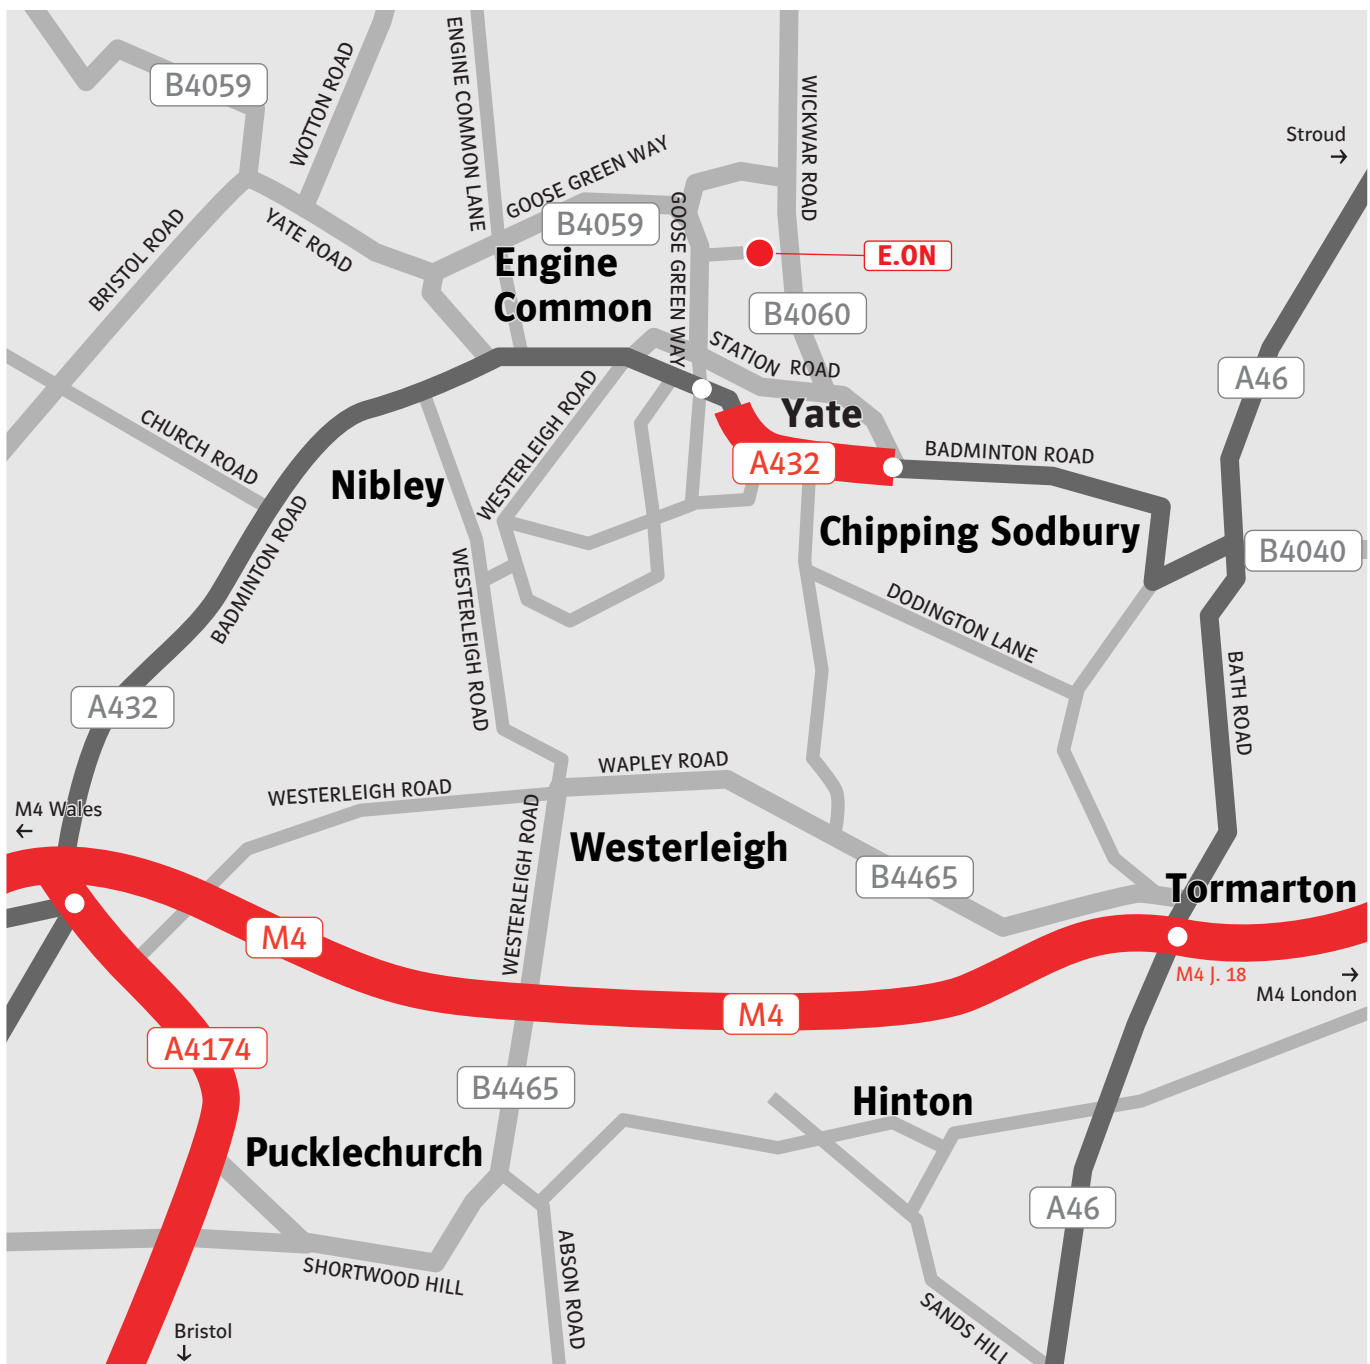 B4059
WOTTON ROAD
ENGINE COMMON LANE
WICKWAR ROAD
Stroud
→
GOOSE GREEN WAY
BRISTOL ROAD
YATE ROAD
B4059
GOOSE GREEN WAY
E.ON
Engine
Common
B4060
STATION ROAD
A46
WESTERLEIGH ROAD
Yate
CHURCH ROAD
A432
BADMINTON ROAD
Nibley
Chipping Sodbury
B4040
BADMINTON ROAD
WESTERLEIGH ROAD
DODINGTON LANE
BATH ROAD
A432
WAPLEY ROAD
WESTERLEIGH ROAD
M4 Wales
←
WESTERLEIGH ROAD
Westerleigh
B4465
Tormarton
M4
M4 J. 18
→
M4 London
M4
A4174
B4465
Hinton
Pucklechurch
A46
ABSON ROAD
SHORTWOOD HILL
SANDS HILL
Bristol
↓